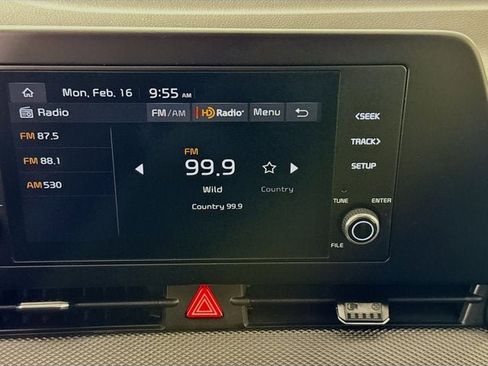 Mon, Feb. 16 9:55 AM
Radio FM/AM HD Radio Menu
<SEEK
TRACK>
SETUP
FM 87.5
FM 88.1
AM 530
FM
99.9
Wild Country
Country 99.9
TUNE ENTER
FILE